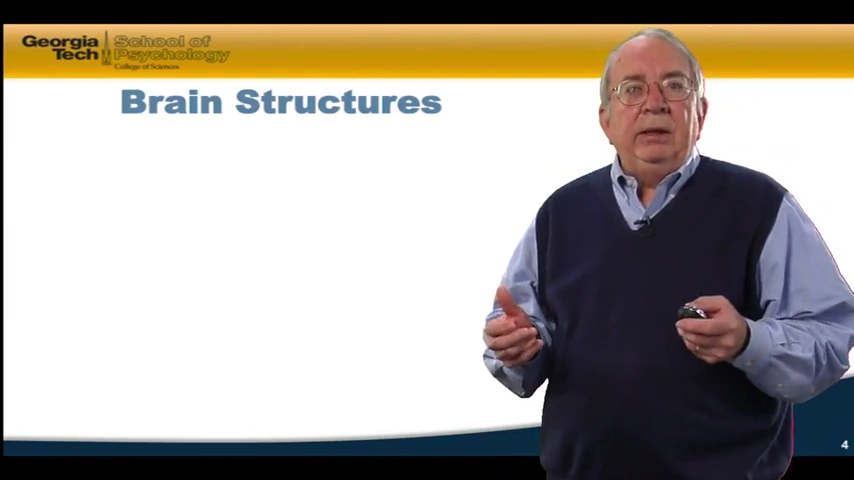 Georgia Tech
School of Psychology
College of Sciences
Brain Structures
4